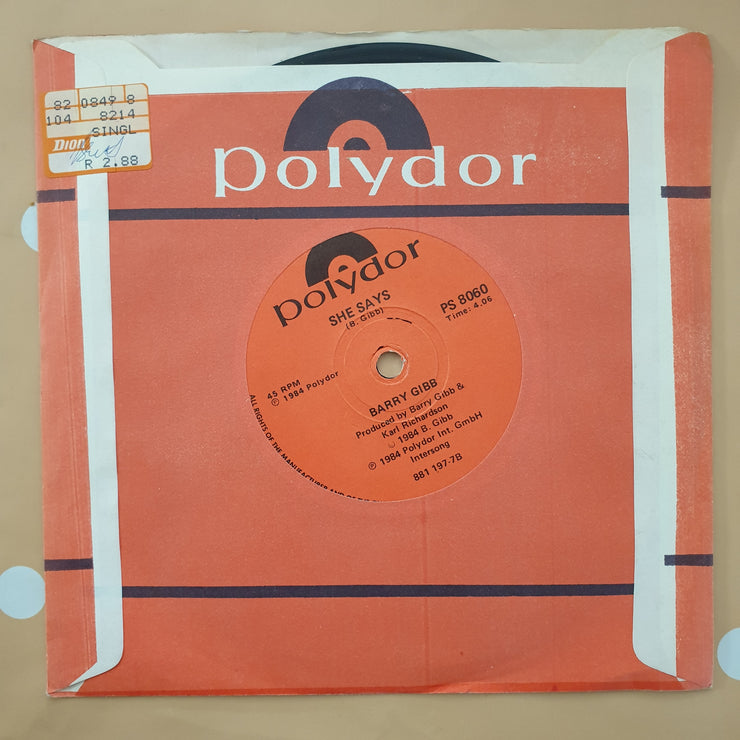 82 0849 8
104 8214
SINGL
Dion
R 2.88
polydor
polydor
SHE SAYS
(B. Gibb)
PS 8060
Time: 4.06
45 RPM
℗ 1984 Polydor
BARRY GIBB
Produced by Barry Gibb &
Karl Richardson
© 1984 B. Gibb
℗ 1984 Polydor Int. GmbH
Intersong
881 197-7B
ALL RIGHTS OF THE MANUFACTURER AND OF